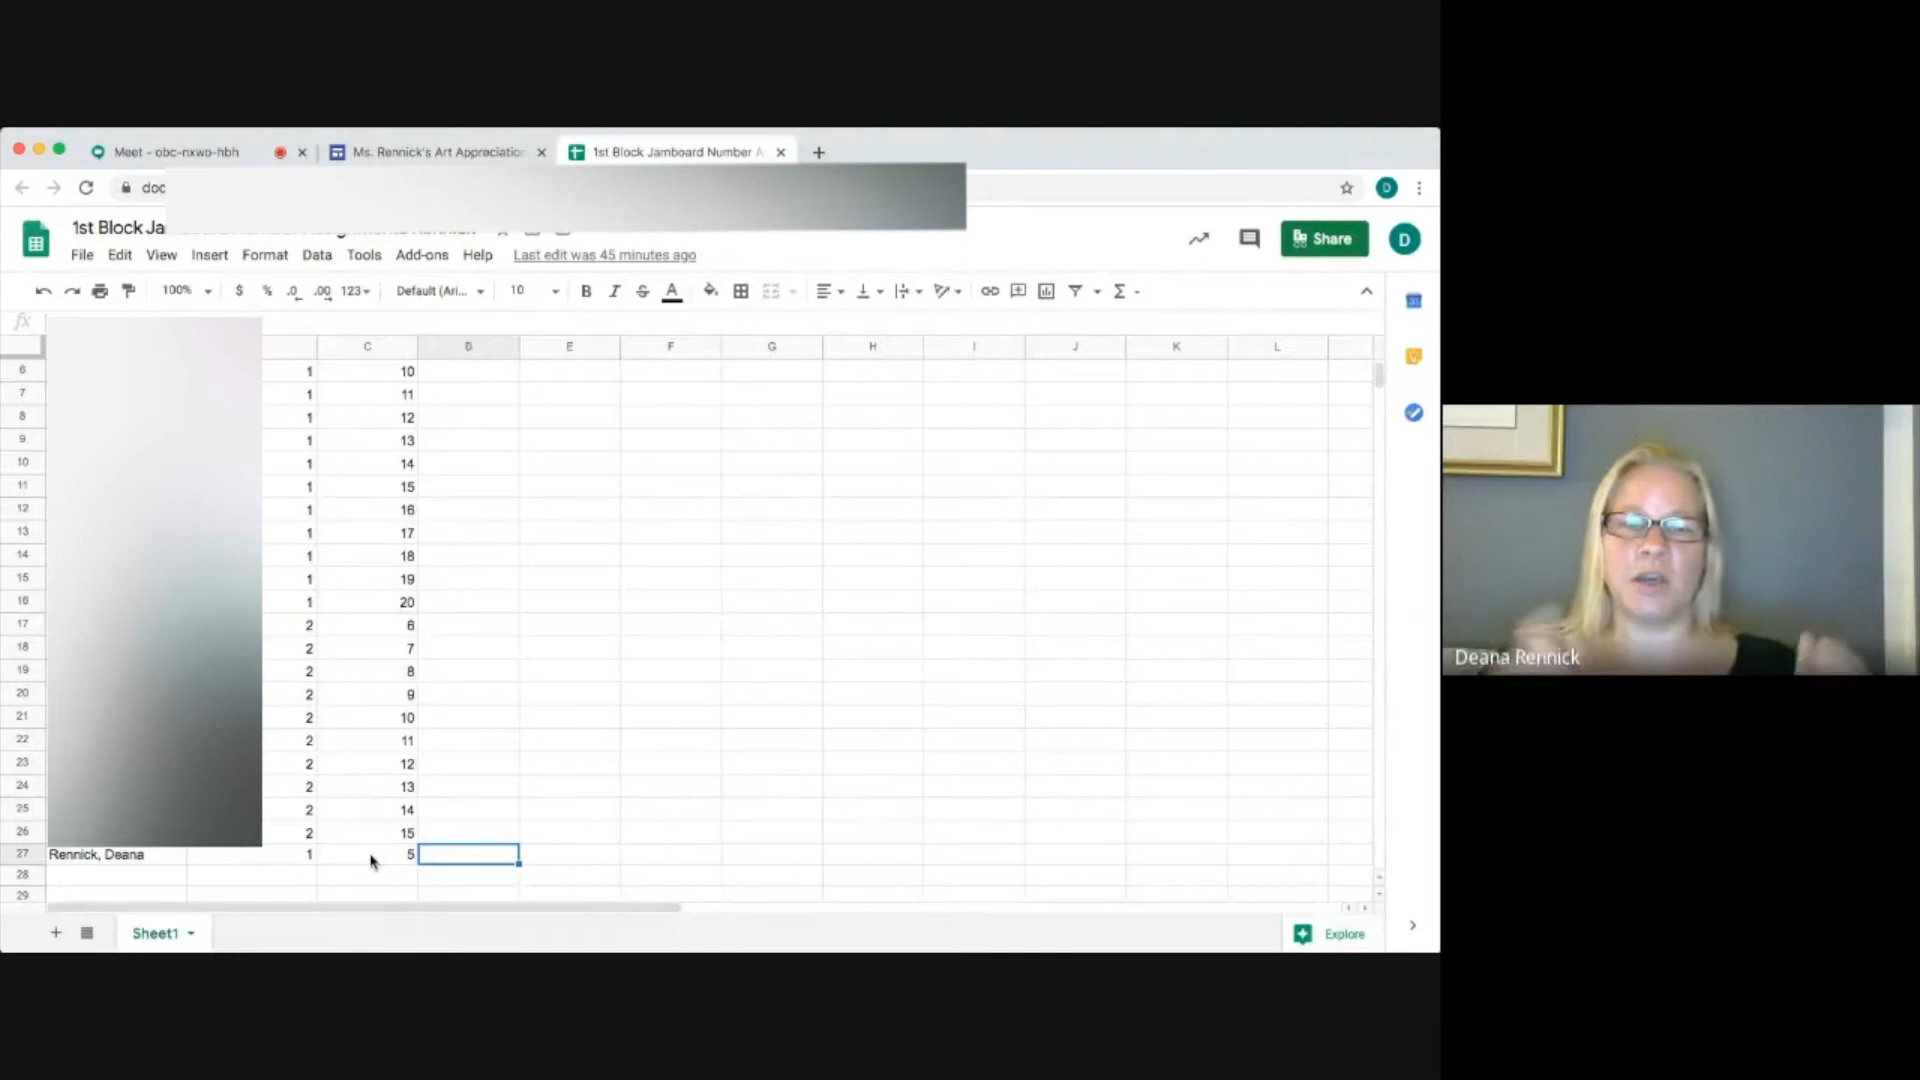 Meet - obc-nxwo-hbh
Ms. Rennick's Art Appreciation
1st Block Jamboard Number A
doc
D
1st Block Ja
Share
D
File Edit View Insert Format Data Tools Add-ons Help Last edit was 45 minutes ago
100% $ % .0 .00 123 Default (Ari... 10 B I S A
fx
C D E F G H I J K L
6 1 10
7 1 11
8 1 12
9 1 13
10 1 14
11 1 15
12 1 16
13 1 17
14 1 18
15 1 19
16 1 20
17 2 6
18 2 7
19 2 8
20 2 9
21 2 10
22 2 11
23 2 12
24 2 13
25 2 14
26 2 15
27 Rennick, Deana 1 5
28
29
Sheet1
Explore
Deana Rennick